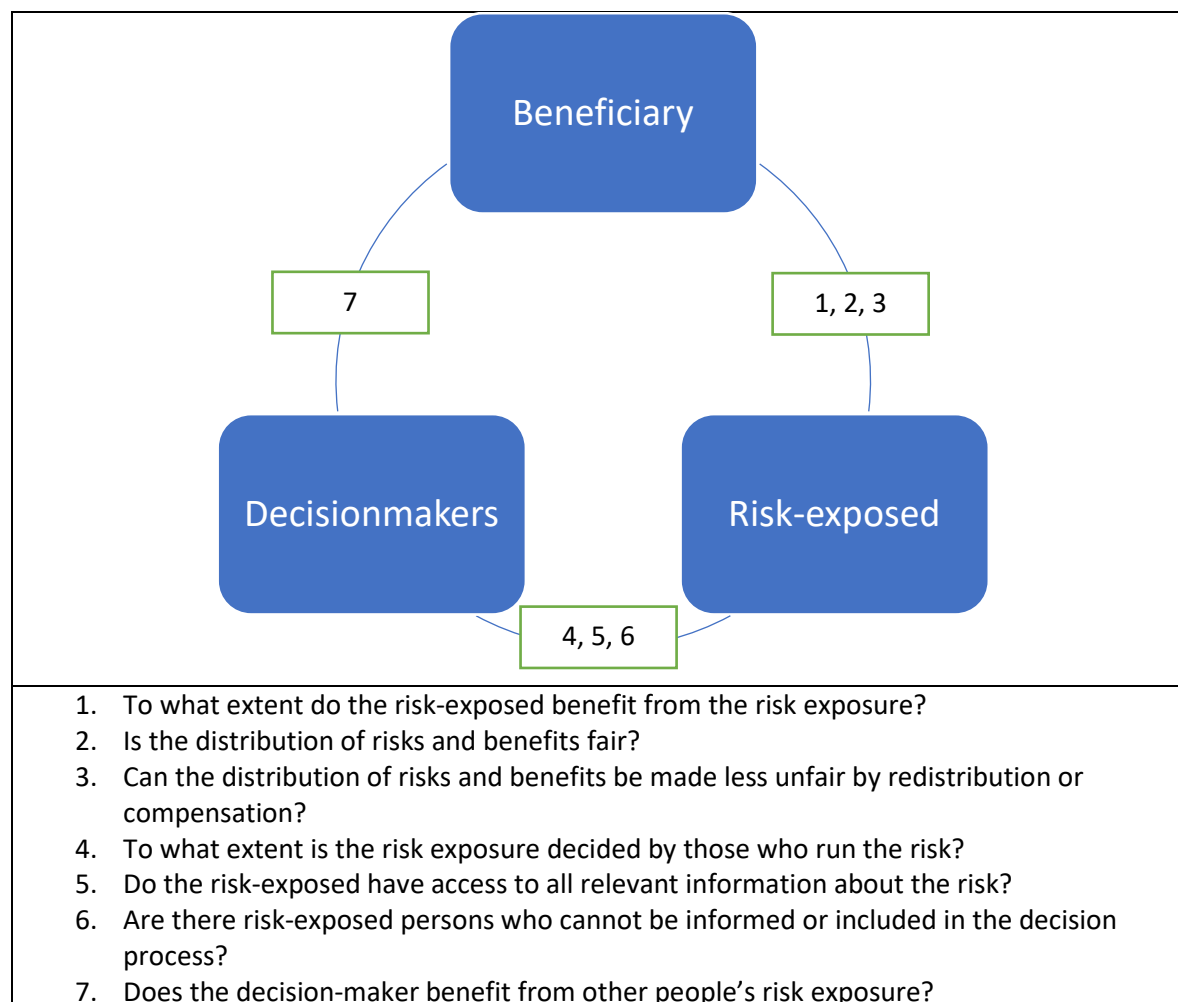 Beneficiary
7
1, 2, 3
Decisionmakers
Risk-exposed
4, 5, 6
1. To what extent do the risk-exposed benefit from the risk exposure?
2. Is the distribution of risks and benefits fair?
3. Can the distribution of risks and benefits be made less unfair by redistribution or
compensation?
4. To what extent is the risk exposure decided by those who run the risk?
5. Do the risk-exposed have access to all relevant information about the risk?
6. Are there risk-exposed persons who cannot be informed or included in the decision
process?
7. Does the decision-maker benefit from other people’s risk exposure?